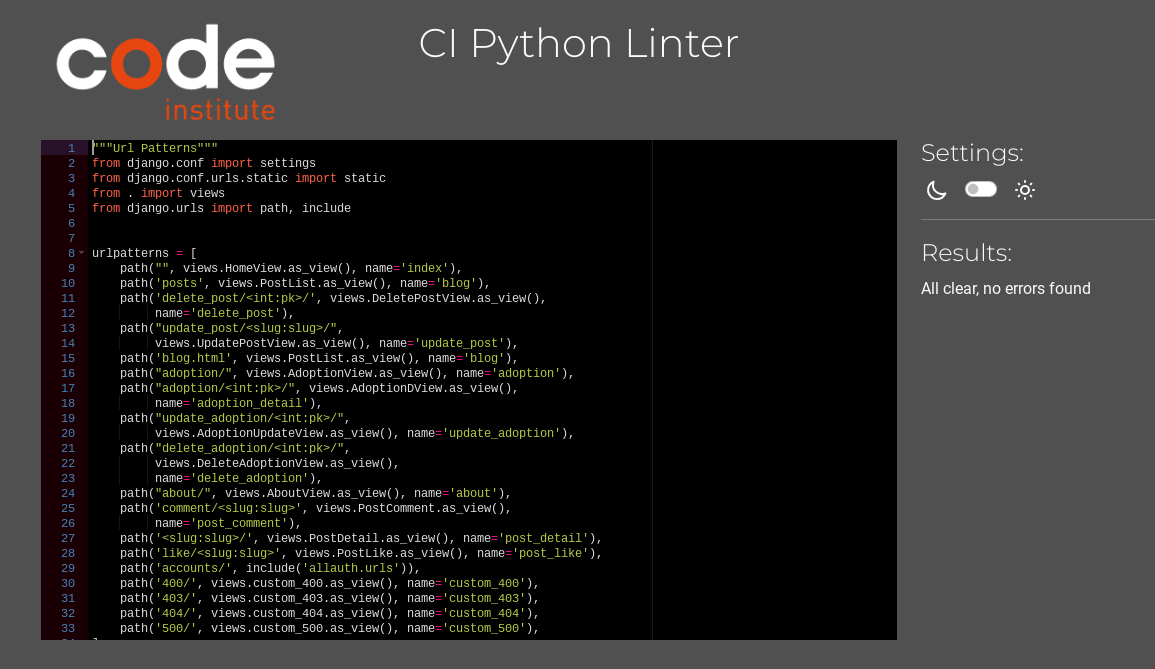 code
institute
CI Python Linter
1 """Url Patterns"""
2 from django.conf import settings
3 from django.conf.urls.static import static
4 from . import views
5 from django.urls import path, include
6
7
8 urlpatterns = [
9     path("", views.HomeView.as_view(), name='index'),
10     path('posts', views.PostList.as_view(), name='blog'),
11     path('delete_post/<int:pk>/', views.DeletePostView.as_view(),
12          name='delete_post'),
13     path("update_post/<slug:slug>/",
14          views.UpdatePostView.as_view(), name='update_post'),
15     path('blog.html', views.PostList.as_view(), name='blog'),
16     path("adoption/", views.AdoptionView.as_view(), name='adoption'),
17     path("adoption/<int:pk>/", views.AdoptionDView.as_view(),
18          name='adoption_detail'),
19     path("update_adoption/<int:pk>/",
20          views.AdoptionUpdateView.as_view(), name='update_adoption'),
21     path("delete_adoption/<int:pk>/",
22          views.DeleteAdoptionView.as_view(),
23          name='delete_adoption'),
24     path("about/", views.AboutView.as_view(), name='about'),
25     path('comment/<slug:slug>', views.PostComment.as_view(),
26          name='post_comment'),
27     path('<slug:slug>/', views.PostDetail.as_view(), name='post_detail'),
28     path('like/<slug:slug>', views.PostLike.as_view(), name='post_like'),
29     path('accounts/', include('allauth.urls')),
30     path('400/', views.custom_400.as_view(), name='custom_400'),
31     path('403/', views.custom_403.as_view(), name='custom_403'),
32     path('404/', views.custom_404.as_view(), name='custom_404'),
33     path('500/', views.custom_500.as_view(), name='custom_500'),
Settings:
Results:
All clear, no errors found